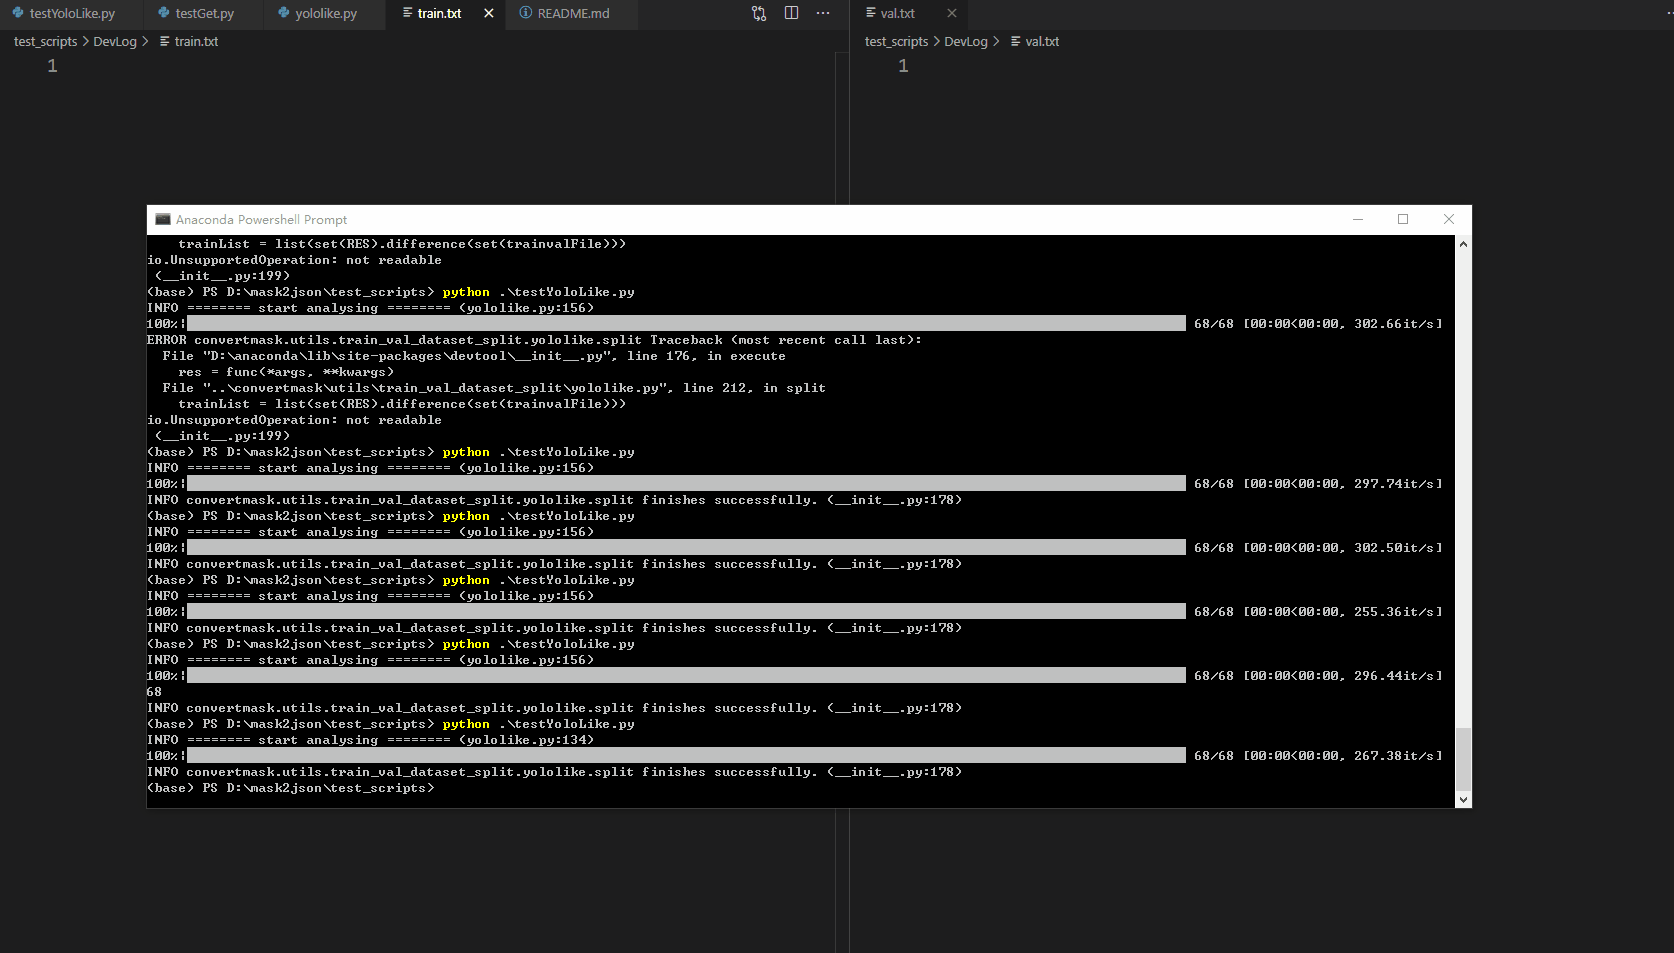 testYoloLike.py testGet.py yololike.py train.txt README.md val.txt
test_scripts > DevLog > train.txt test_scripts > DevLog > val.txt
1 1
Anaconda Powershell Prompt
trainList = list(set(RES).difference(set(trainvalFile)))
io.UnsupportedOperation: not readable
(__init__.py:199)
(base) PS D:\mask2json\test_scripts> python .\testYoloLike.py
INFO ======== start analysing ======== (yololike.py:156)
100%| 68/68 [00:00<00:00, 302.66it/s]
ERROR convertmask.utils.train_val_dataset_split.yololike.split Traceback (most recent call last):
File "D:\anaconda\lib\site-packages\devtool\__init__.py", line 176, in execute
res = func(*args, **kwargs)
File "..\convertmask\utils\train_val_dataset_split\yololike.py", line 212, in split
trainList = list(set(RES).difference(set(trainvalFile)))
io.UnsupportedOperation: not readable
(__init__.py:199)
(base) PS D:\mask2json\test_scripts> python .\testYoloLike.py
INFO ======== start analysing ======== (yololike.py:156)
100%| 68/68 [00:00<00:00, 297.74it/s]
INFO convertmask.utils.train_val_dataset_split.yololike.split finishes successfully. (__init__.py:178)
(base) PS D:\mask2json\test_scripts> python .\testYoloLike.py
INFO ======== start analysing ======== (yololike.py:156)
100%| 68/68 [00:00<00:00, 302.50it/s]
INFO convertmask.utils.train_val_dataset_split.yololike.split finishes successfully. (__init__.py:178)
(base) PS D:\mask2json\test_scripts> python .\testYoloLike.py
INFO ======== start analysing ======== (yololike.py:156)
100%| 68/68 [00:00<00:00, 255.36it/s]
INFO convertmask.utils.train_val_dataset_split.yololike.split finishes successfully. (__init__.py:178)
(base) PS D:\mask2json\test_scripts> python .\testYoloLike.py
INFO ======== start analysing ======== (yololike.py:156)
100%| 68/68 [00:00<00:00, 296.44it/s]
68
INFO convertmask.utils.train_val_dataset_split.yololike.split finishes successfully. (__init__.py:178)
(base) PS D:\mask2json\test_scripts> python .\testYoloLike.py
INFO ======== start analysing ======== (yololike.py:134)
100%| 68/68 [00:00<00:00, 267.38it/s]
INFO convertmask.utils.train_val_dataset_split.yololike.split finishes successfully. (__init__.py:178)
(base) PS D:\mask2json\test_scripts>